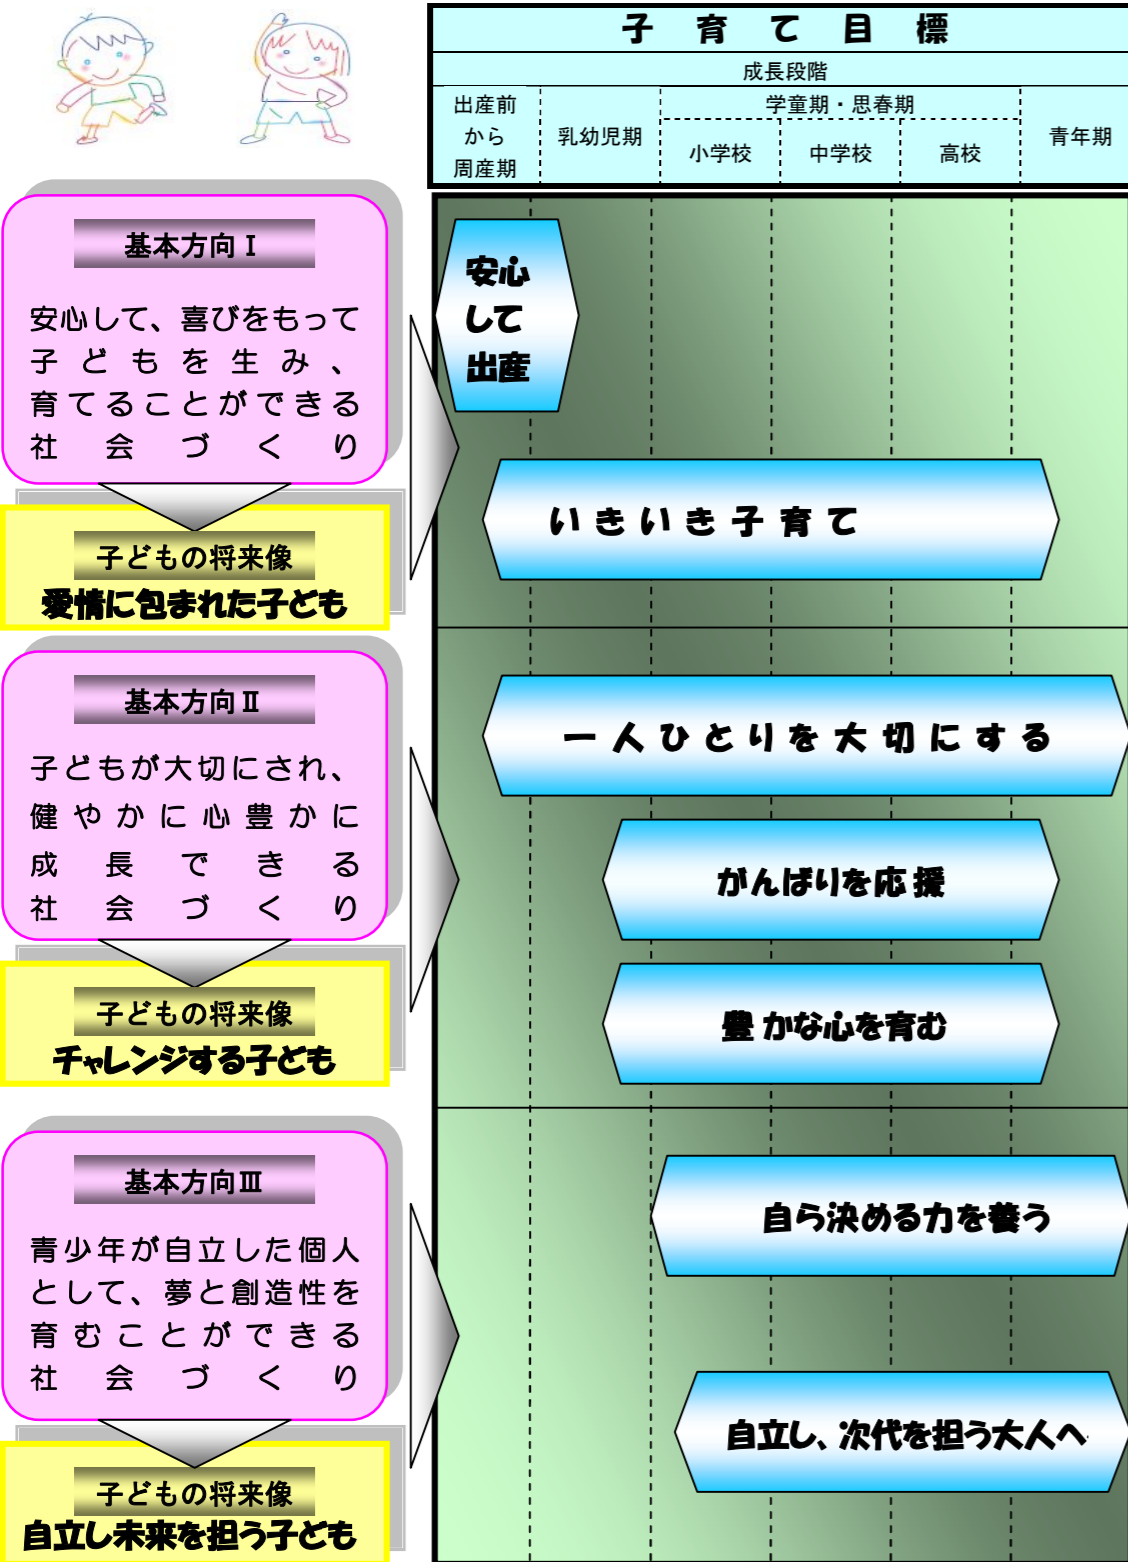 子育て目標
成長段階
出産前
から
周産期
乳幼児期
学童期・思春期
小学校
中学校
高校
青年期
基本方向Ⅰ
安心して、喜びをもって
子どもを生み、
育てることができる
社会づくり
子どもの将来像
愛情に包まれた子ども
安心
して
出産
いきいき子育て
基本方向Ⅱ
子どもが大切にされ、
健やかに心豊かに
成長できる
社会づくり
子どもの将来像
チャレンジする子ども
一人ひとりを大切にする
がんばりを応援
豊かな心を育む
基本方向Ⅲ
青少年が自立した個人
として、夢と創造性を
育むことができる
社会づくり
子どもの将来像
自立し未来を担う子ども
自ら決める力を養う
自立し、次代を担う大人へ